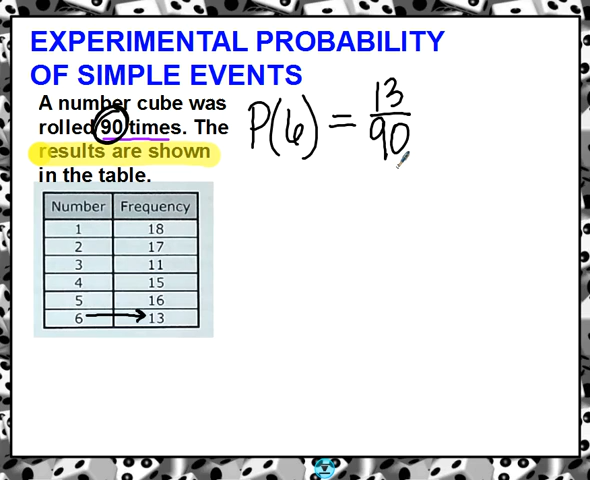 EXPERIMENTAL PROBABILITY
OF SIMPLE EVENTS
A number cube was
rolled 90 times. The
results are shown
in the table.
P(6) = 13/90
Number Frequency
1 18
2 17
3 11
4 15
5 16
6 13